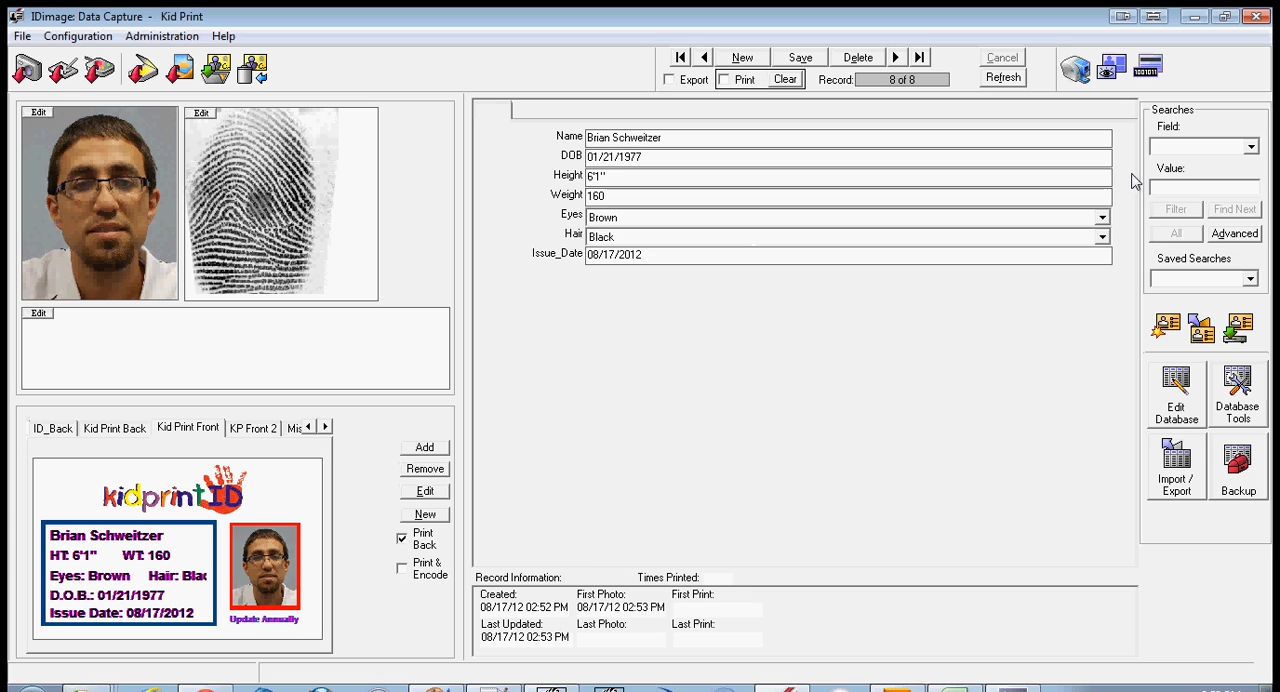 IDimage: Data Capture - Kid Print
File Configuration Administration Help
New Save Delete Cancel
Export Print Clear Record: 8 of 8 Refresh
1001011
Edit
Edit
Edit
Name Brian Schweitzer
DOB 01/21/1977
Height 6'1"
Weight 160
Eyes Brown
Hair Black
Issue_Date 08/17/2012
Searches
Field:
Value:
Filter Find Next
All Advanced
Saved Searches
Edit Database
Database Tools
Import / Export
Backup
ID_Back Kid Print Back Kid Print Front KP Front 2 Mis
Add
Remove
Edit
New
Print Back
Print & Encode
kidprintID
Brian Schweitzer
HT: 6'1" WT: 160
Eyes: Brown Hair: Blac
D.O.B.: 01/21/1977
Issue Date: 08/17/2012
Update Annually
Record Information: Times Printed:
Created: First Photo: First Print:
08/17/12 02:52 PM 08/17/12 02:53 PM
Last Updated: Last Photo: Last Print:
08/17/12 02:53 PM